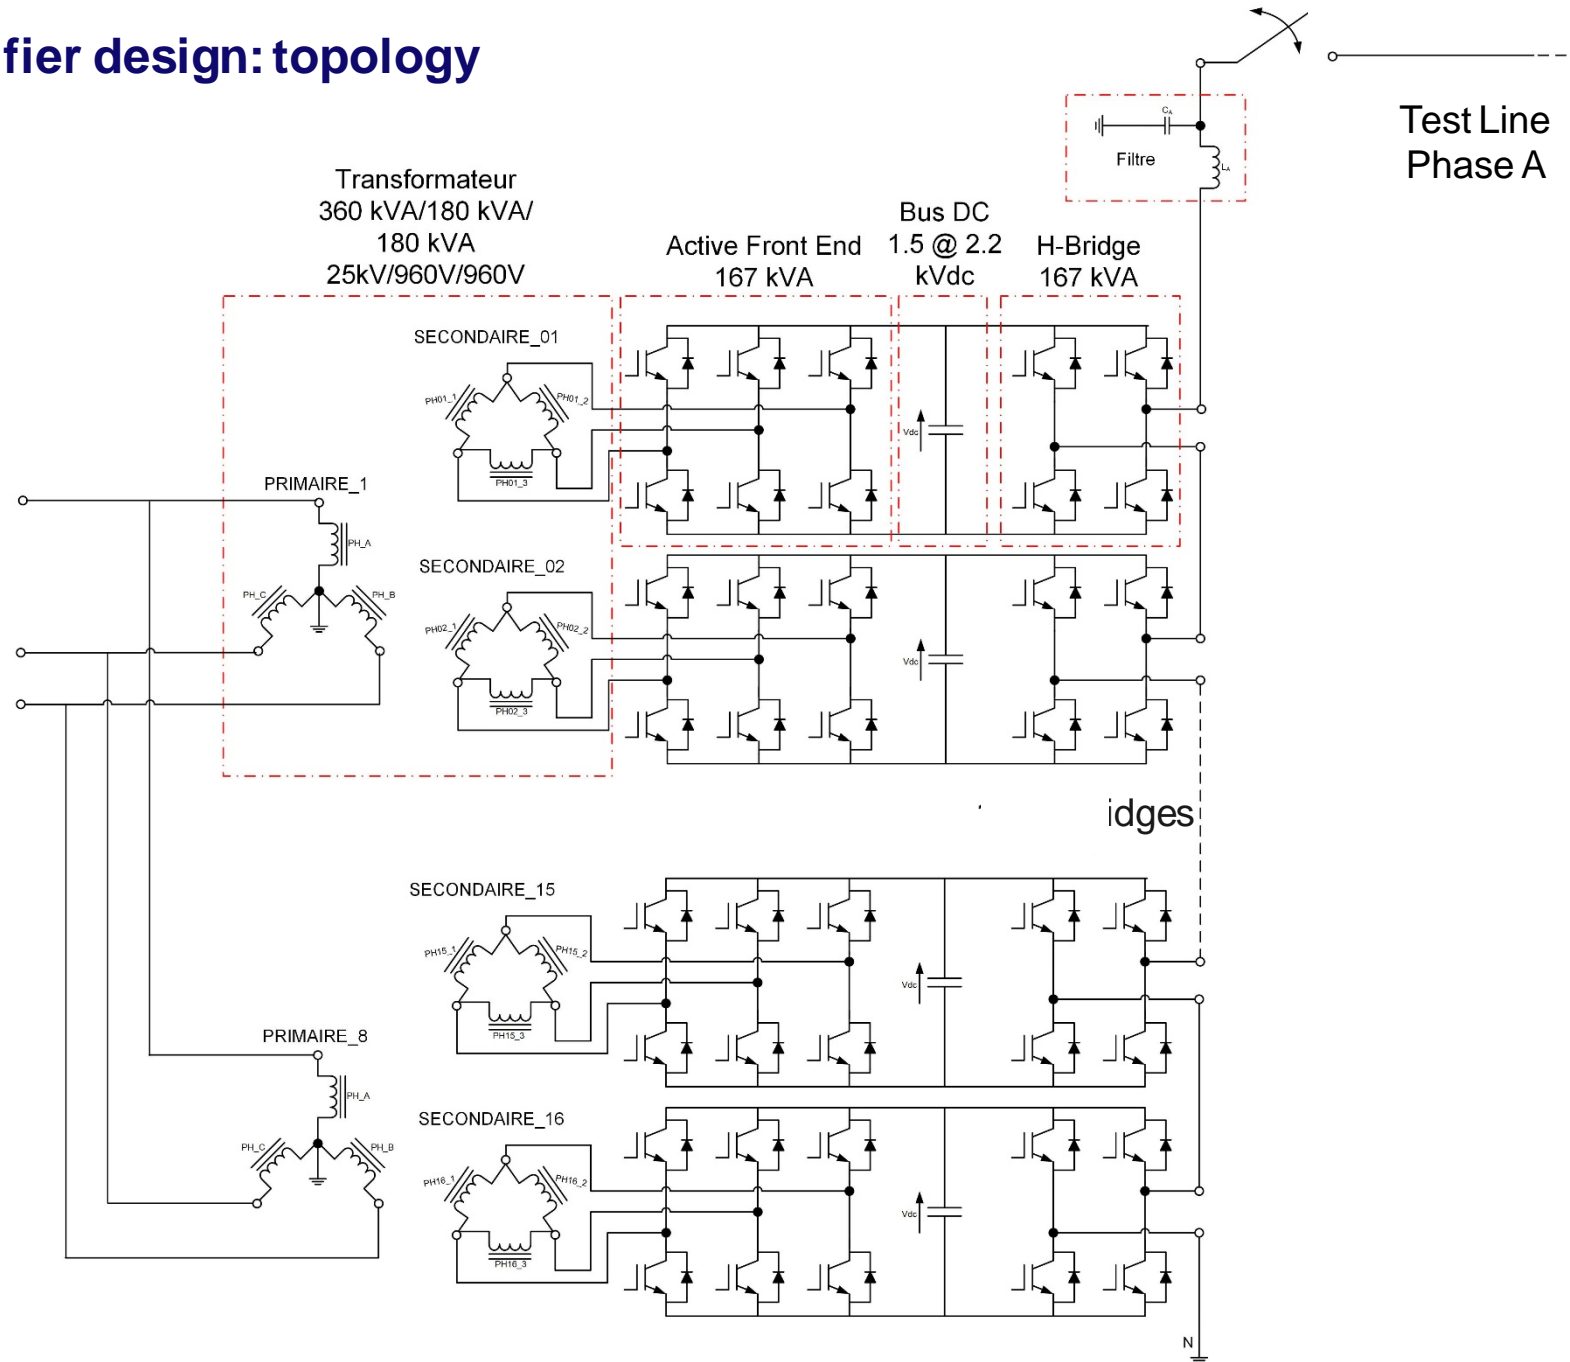 fier design: topology
Test Line
Phase A
CA
Filtre
LA
Transformateur
360 kVA/180 kVA/
180 kVA
25kV/960V/960V
Active Front End
167 kVA
Bus DC
1.5 @ 2.2
kVdc
H-Bridge
167 kVA
SECONDAIRE_01
PH01_1
PH01_2
PH01_3
Vdc
PRIMAIRE_1
PH_A
PH_C
PH_B
SECONDAIRE_02
PH02_1
PH02_2
PH02_3
Vdc
idges
SECONDAIRE_15
PH15_1
PH15_2
PH15_3
Vdc
PRIMAIRE_8
PH_A
PH_C
PH_B
SECONDAIRE_16
PH16_1
PH16_2
PH16_3
Vdc
N